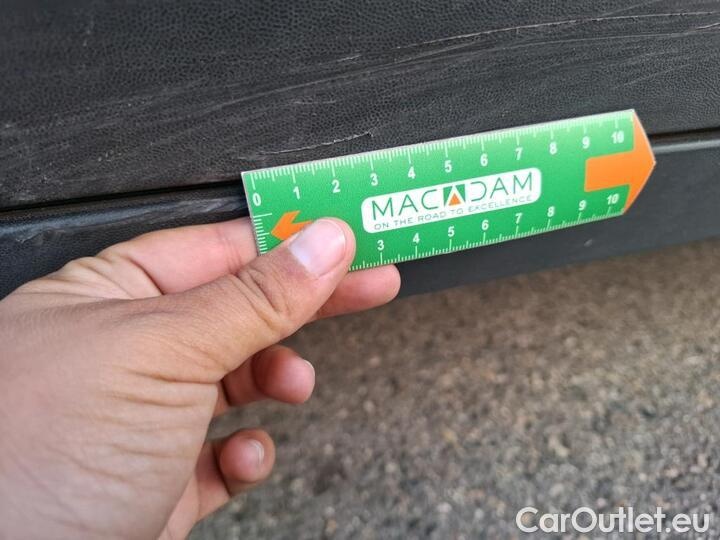 0 1 2 3 4 5 6 7 8 9 10
MACADAM
ON THE ROAD TO EXCELLENCE
3 4 5 6 7 8 9 10
CarOutlet.eu